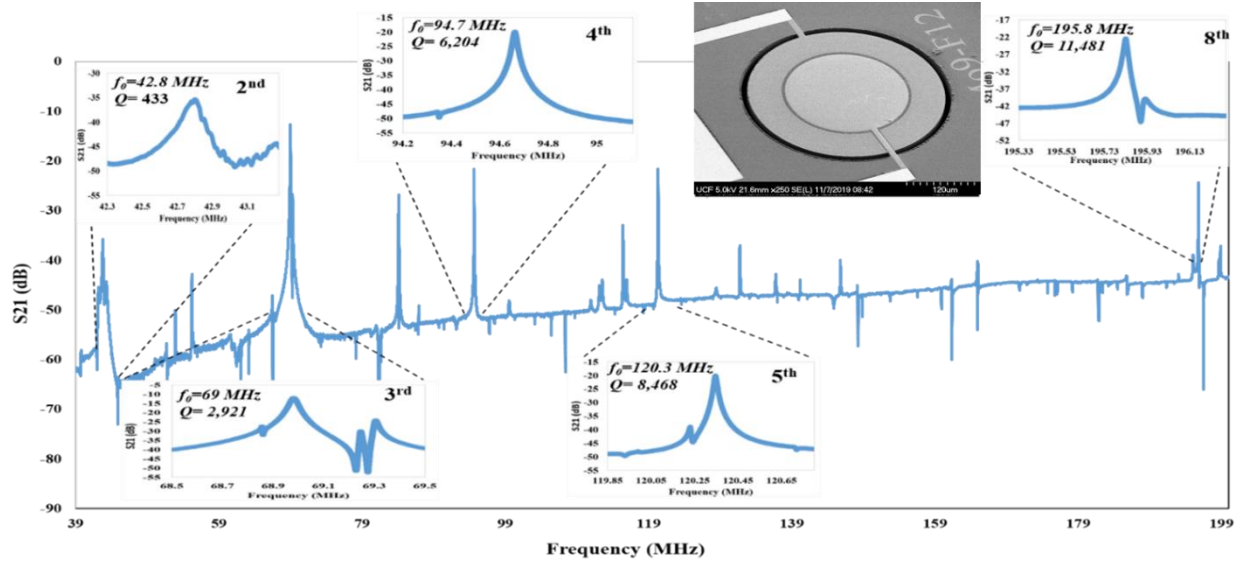 f₀=42.8 MHz
2nd
Q= 433
S21 (dB)
-30
-35
-40
-45
-50
-55
42.3
42.5
42.7
42.9
43.1
Frequency (MHz)
f₀=94.7 MHz
4th
Q= 6,204
S21 (dB)
-15
-20
-25
-30
-35
-40
-45
-50
-55
94.2
94.4
94.6
94.8
95
Frequency (MHz)
UCF 5.0kV 21.6mm x250 SE(L) 11/7/2019 08:42
120um
f₀=195.8 MHz
8th
Q= 11,481
S21 (dB)
-17
-22
-27
-32
-37
-42
-47
-52
195.33
195.53
195.73
195.93
196.13
Frequency (MHz)
f₀=69 MHz
3rd
Q= 2,921
S21 (dB)
-5
-15
-25
-35
-45
-55
68.5
68.7
68.9
69.1
69.3
69.5
Frequency (MHz)
f₀=120.3 MHz
5th
Q= 8,468
S21 (dB)
-15
-20
-25
-30
-35
-40
-45
-50
-55
119.85
120.05
120.25
120.45
120.65
Frequency (MHz)
S21 (dB)
0
-10
-20
-30
-40
-50
-60
-70
-80
-90
39
59
79
99
119
139
159
179
199
Frequency (MHz)